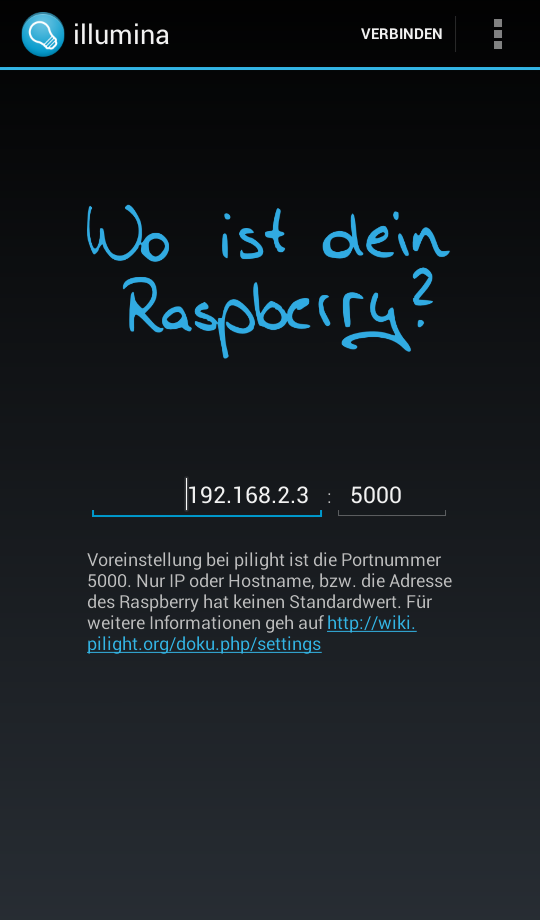 illumina VERBINDEN
Wo ist dein
Raspberry?
192.168.2.3 : 5000
Voreinstellung bei pilight ist die Portnummer
5000. Nur IP oder Hostname, bzw. die Adresse
des Raspberry hat keinen Standardwert. Für
weitere Informationen geh auf http://wiki.
pilight.org/doku.php/settings